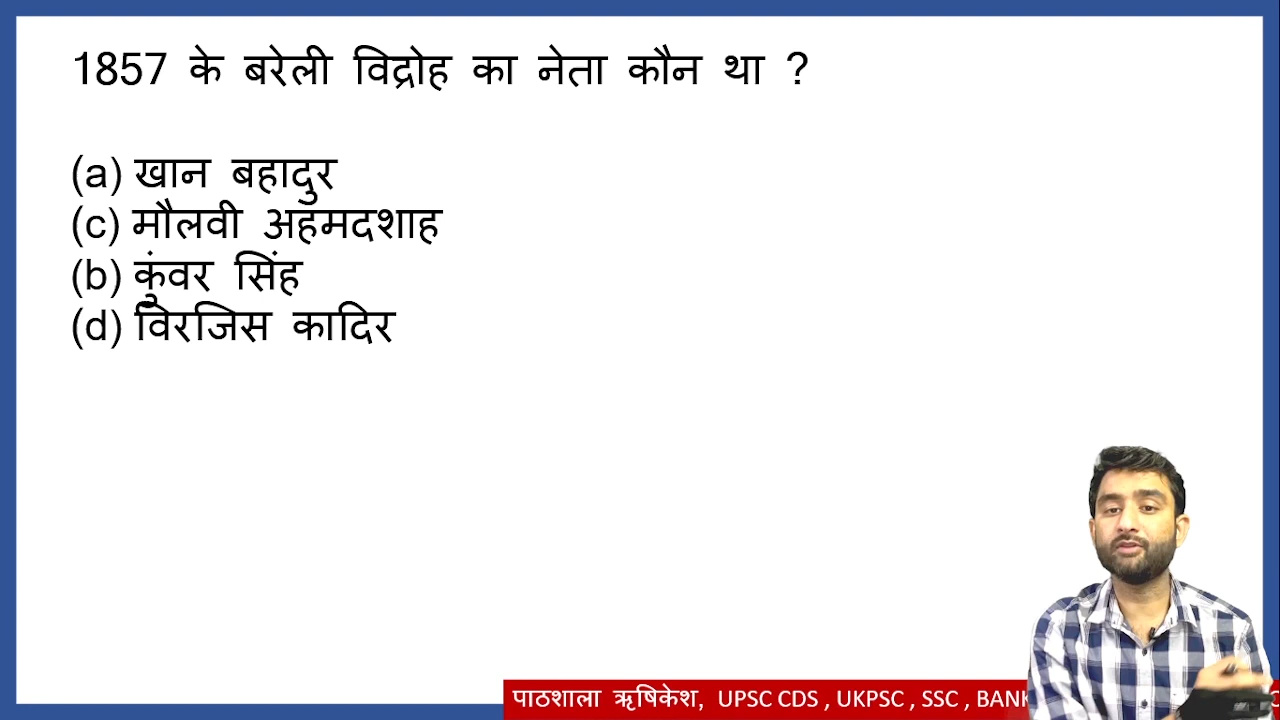 1857 के बरेली विद्रोह का नेता कौन था ?
(a) खान बहादुर
(c) मौलवी अहमदशाह
(b) कुंवर सिंह
(d) विरजिस कादिर
पाठशाला ऋषिकेश, UPSC CDS , UKPSC , SSC , BANK